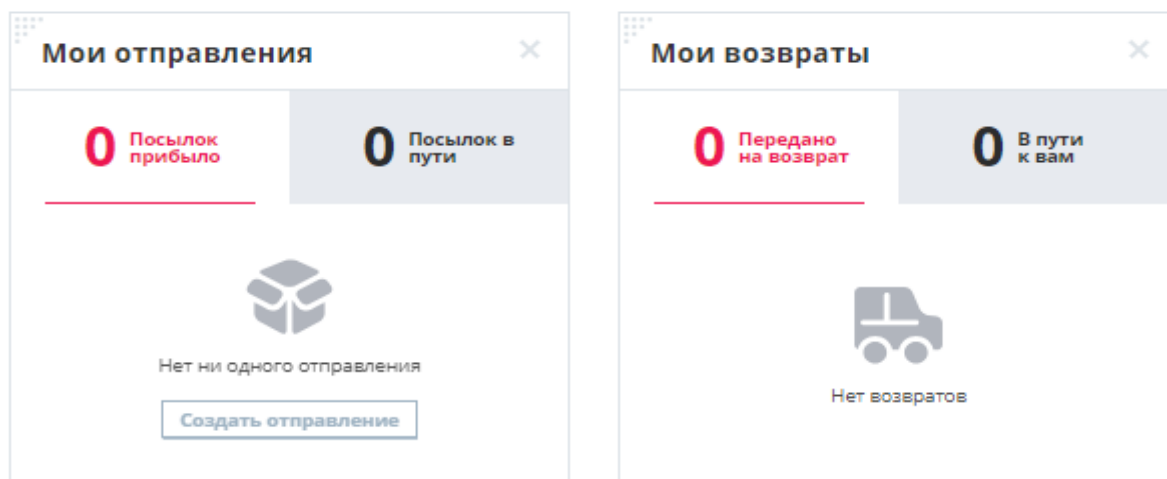 Мои отправления
0 Посылок
прибыло
0 Посылок в
пути
Нет ни одного отправления
Создать отправление
Мои возвраты
0 Передано
на возврат
0 В пути
к вам
Нет возвратов